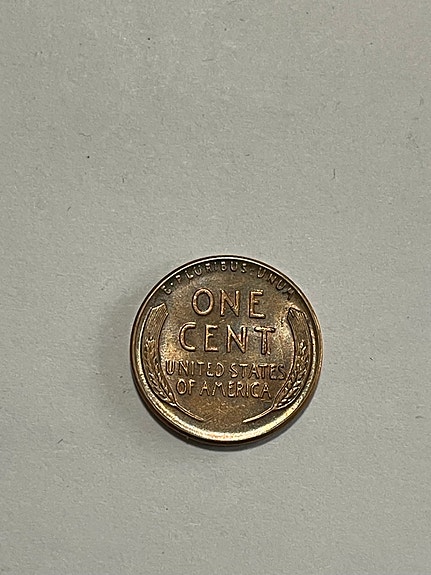 E·PLURIBUS·UNUM
ONE
CENT
UNITED STATES
OF AMERICA